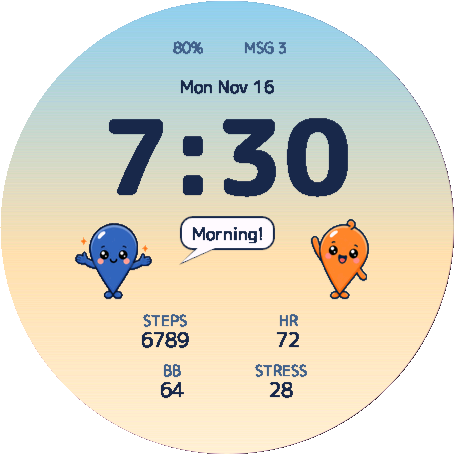 80% MSG 3
Mon Nov 16
7:30
Morning!
STEPS HR
6789 72
BB STRESS
64 28